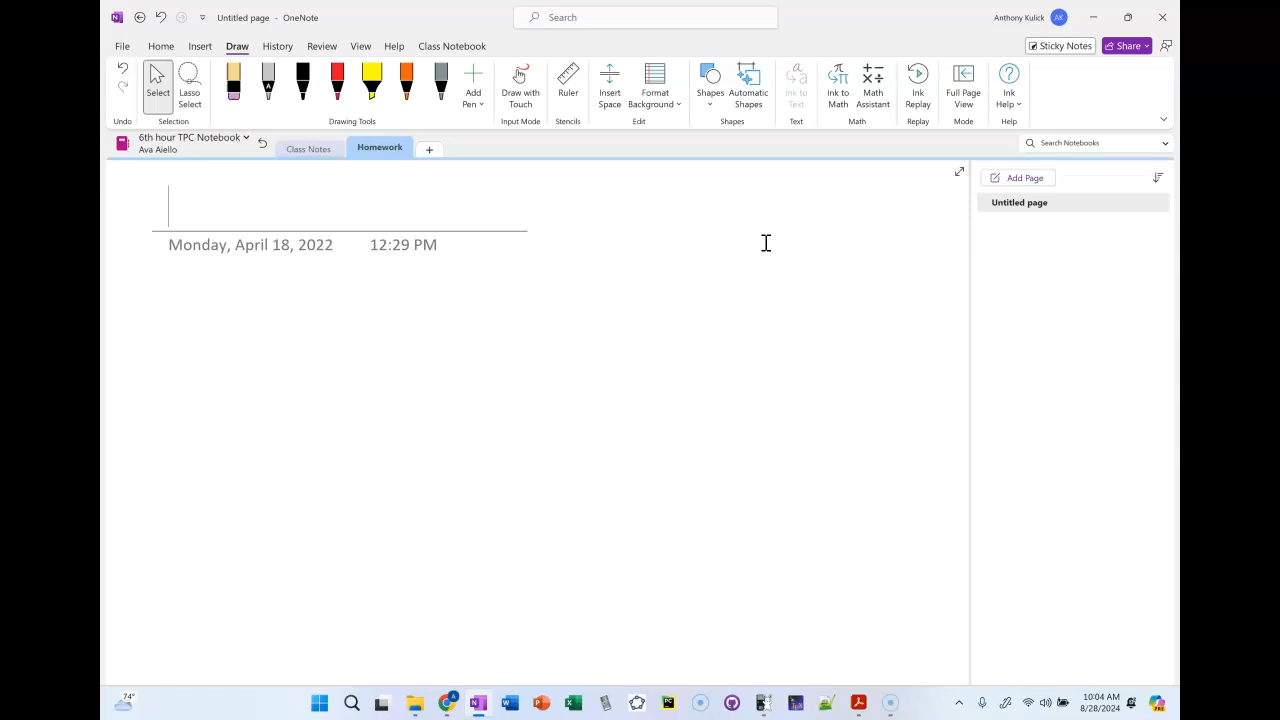 Untitled page - OneNote
Search
Anthony Kulick AK
File Home Insert Draw History Review View Help Class Notebook
Sticky Notes Share
Select
Lasso Select
Add Pen
Draw with Touch
Ruler
Insert Space
Format Background
Shapes
Automatic Shapes
Ink to Text
Ink to Math
Math Assistant
Ink Replay
Full Page View
Ink Help
Undo Selection Drawing Tools Input Mode Stencils Edit Shapes Text Math Replay Mode Help
6th hour TPC Notebook
Ava Aiello
Class Notes Homework +
Search Notebooks
Add Page
Untitled page
Monday, April 18, 2022 12:29 PM
74°
10:04 AM
8/28/2024